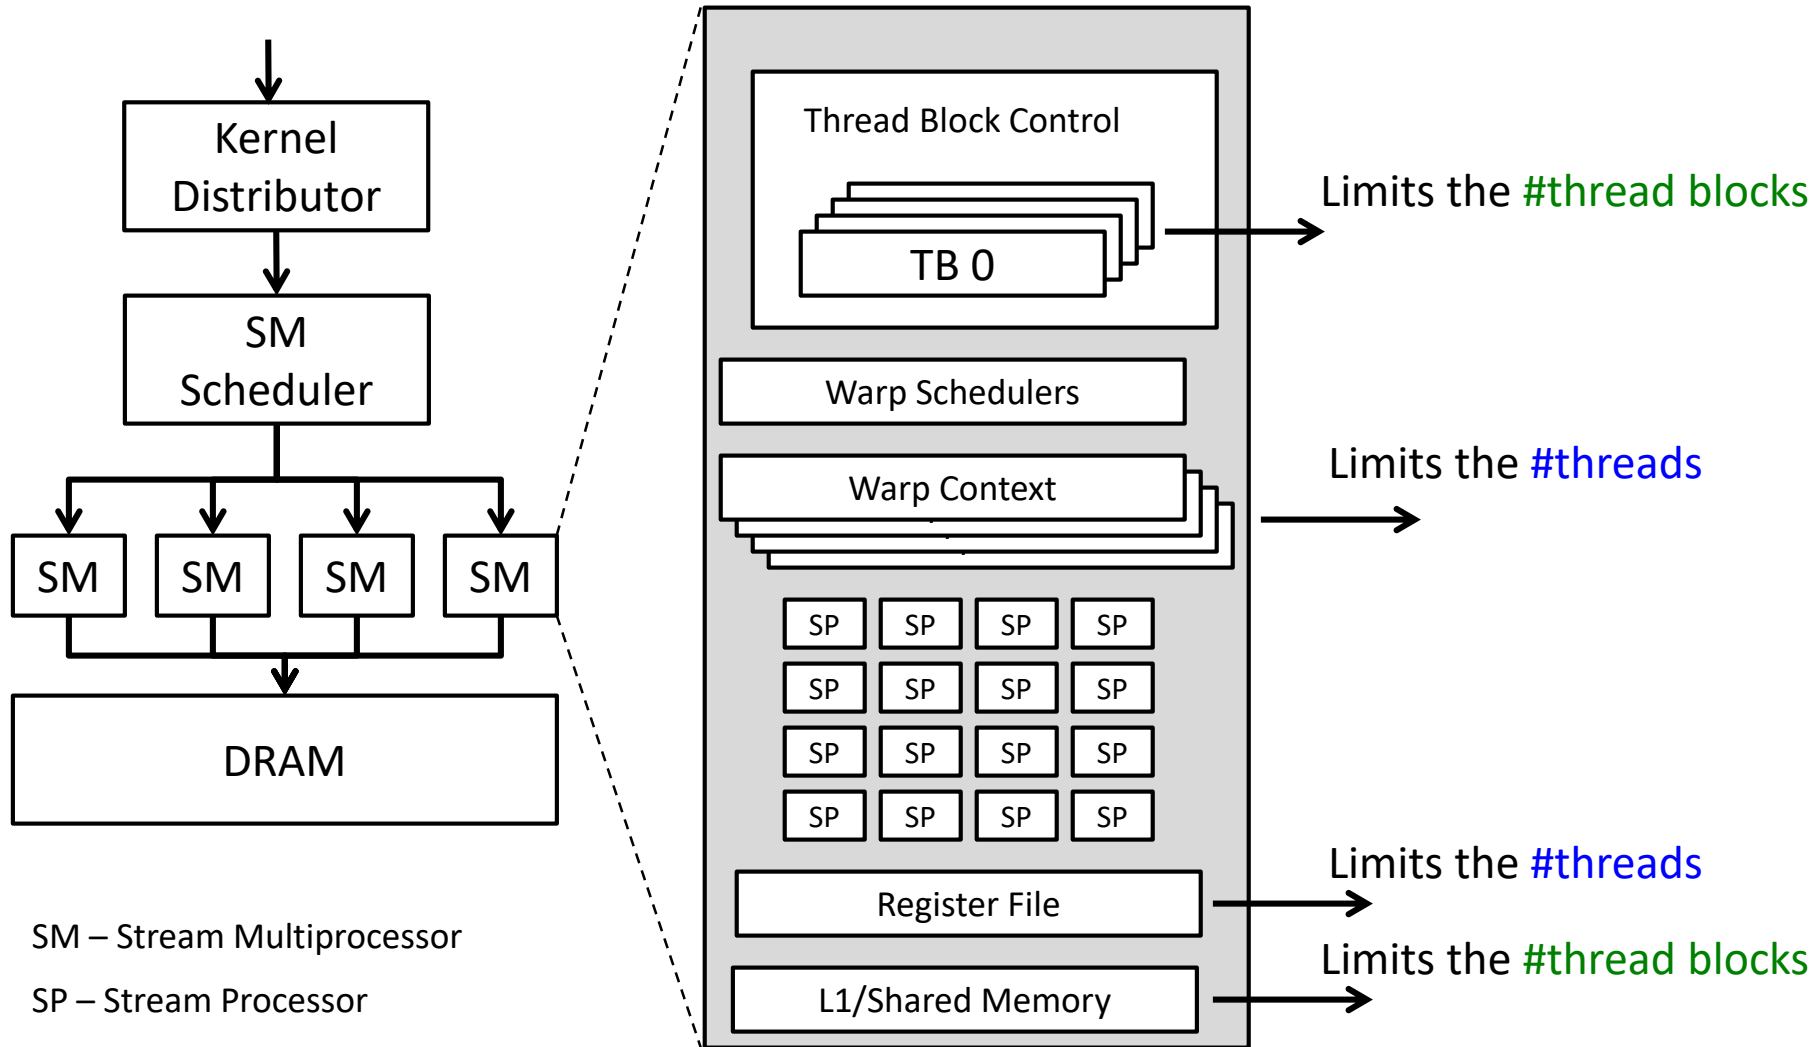 Kernel
Distributor
SM
Scheduler
SM SM SM SM
DRAM
SM – Stream Multiprocessor
SP – Stream Processor
Thread Block Control
TB 0
Warp Schedulers
Warp Context
SP SP SP SP
SP SP SP SP
SP SP SP SP
SP SP SP SP
Register File
L1/Shared Memory
Limits the #thread blocks
Limits the #threads
Limits the #threads
Limits the #thread blocks